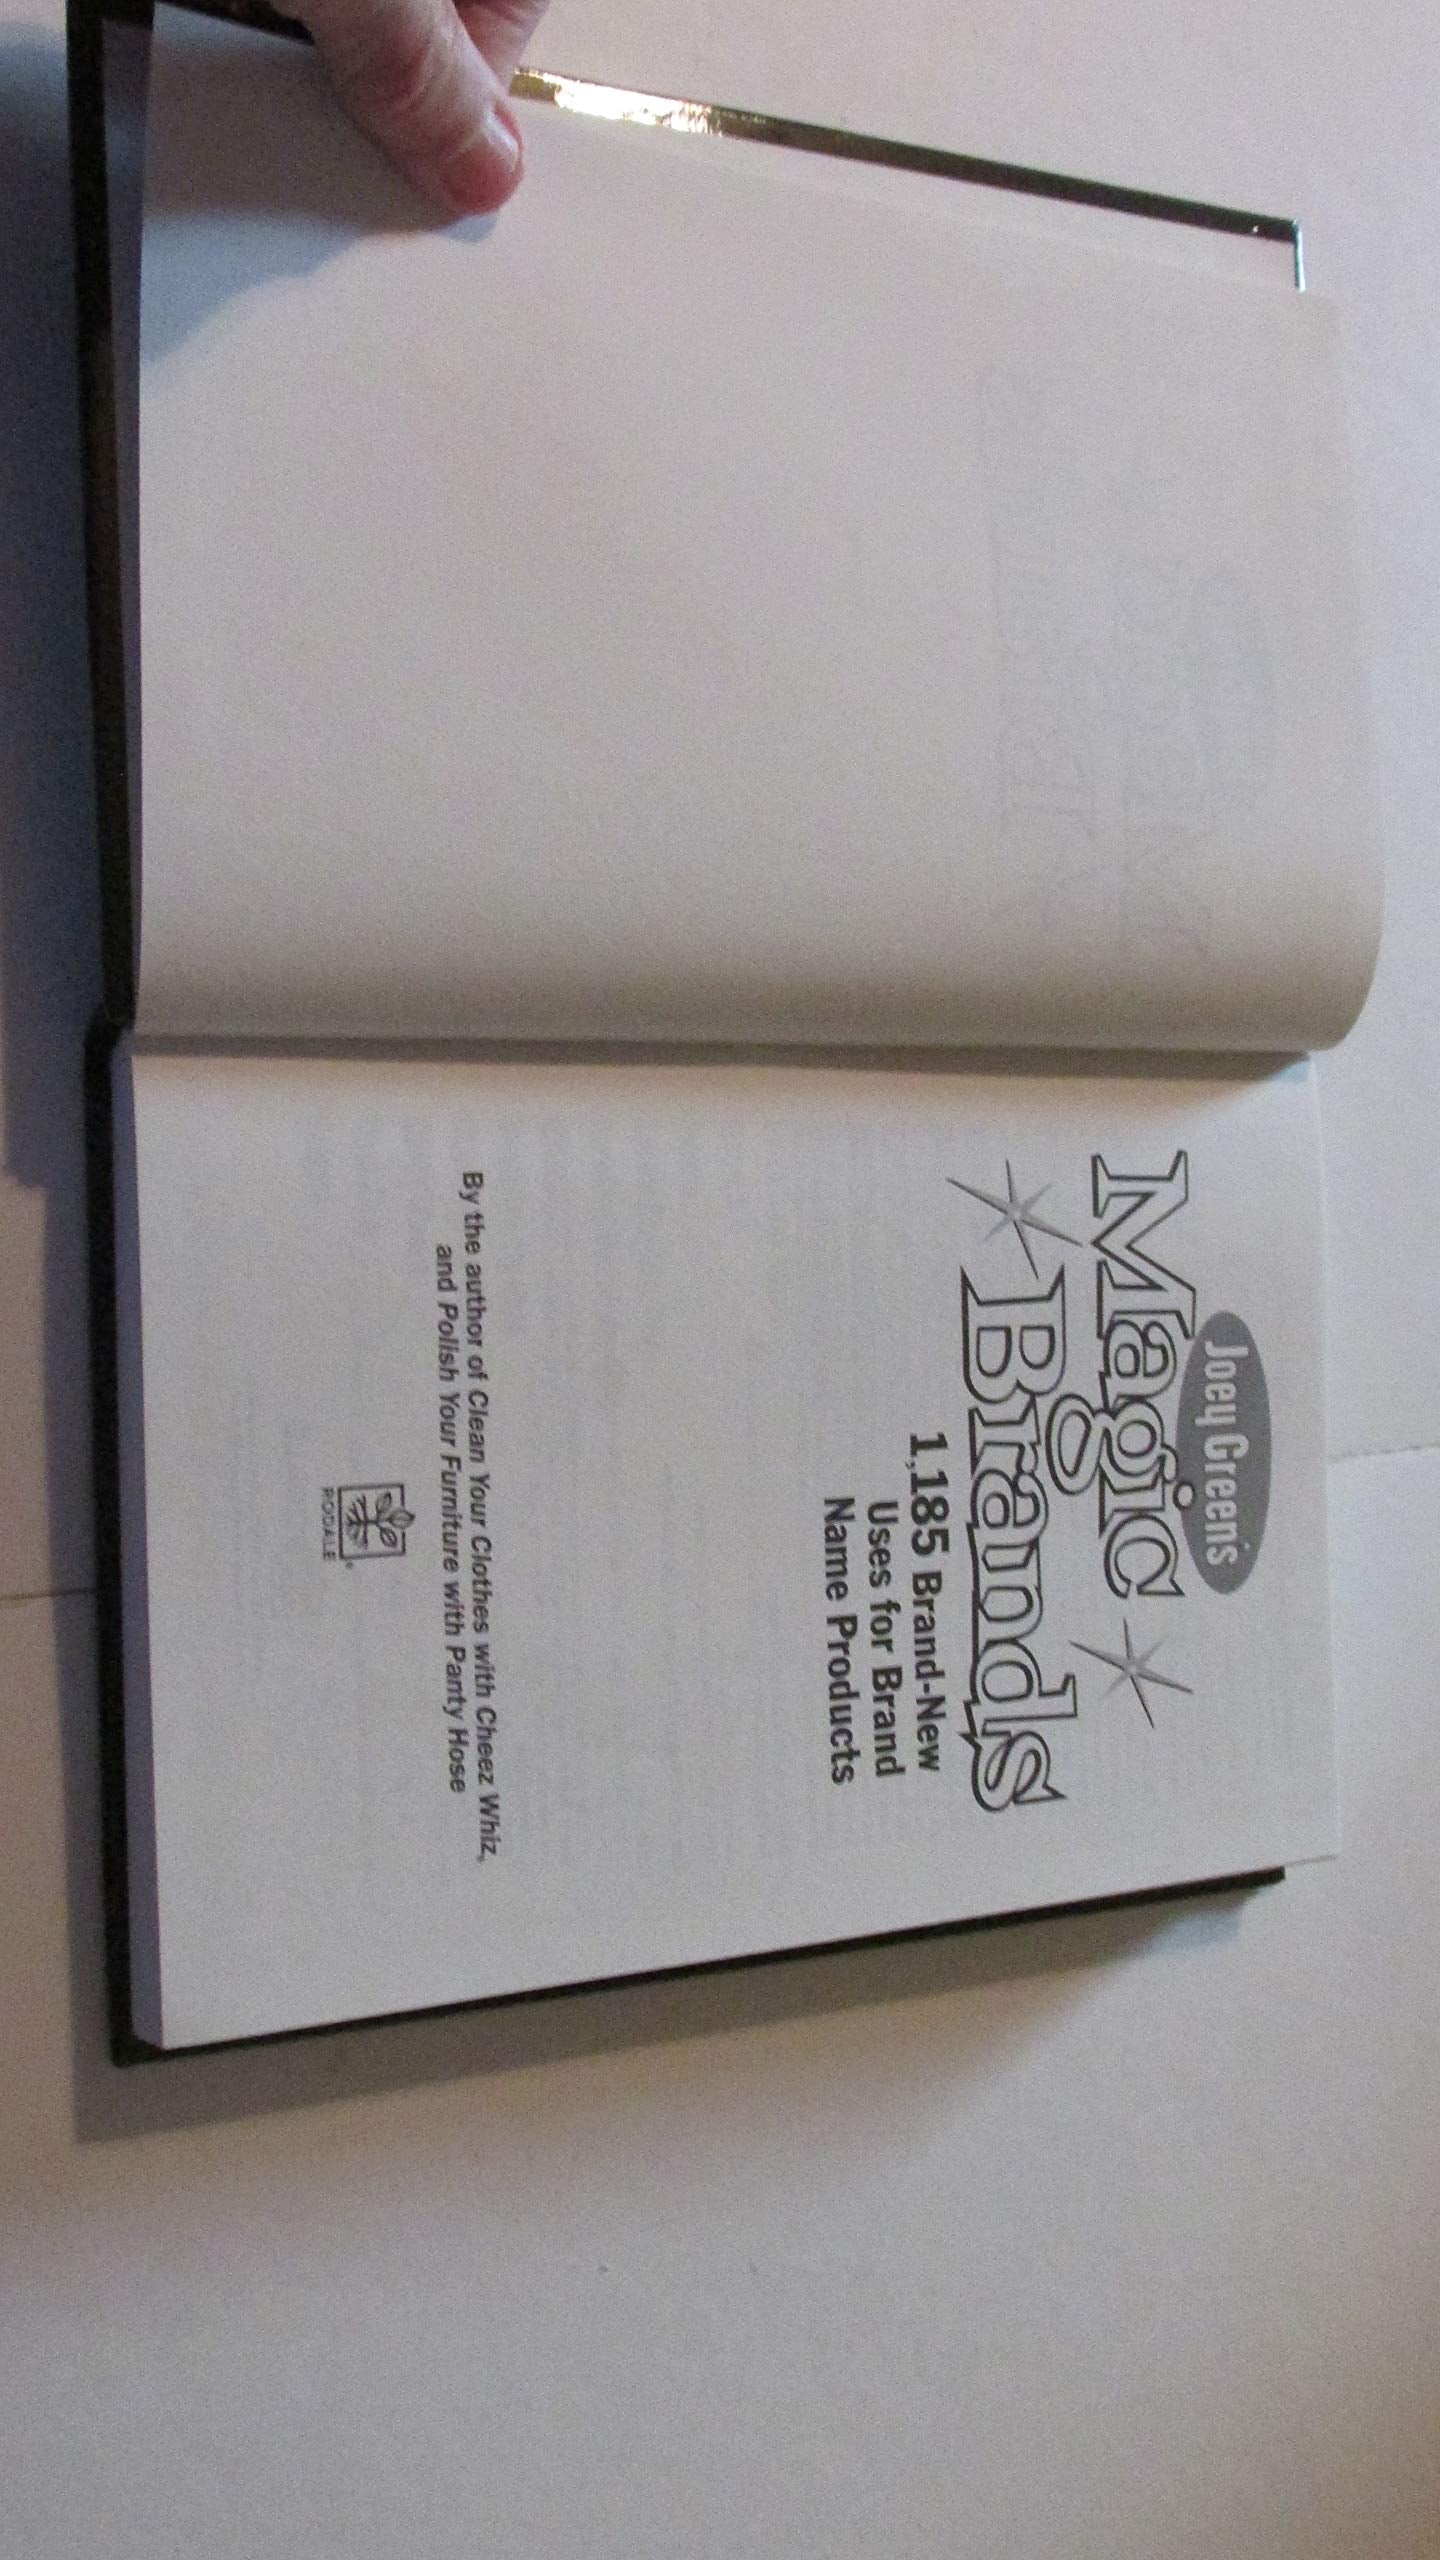 Joey Green's
Magic
Brands
1,185 Brand-New
Uses for Brand
Name Products
By the author of Clean Your Clothes with Cheez Whiz,
and Polish Your Furniture with Panty Hose
RODALE